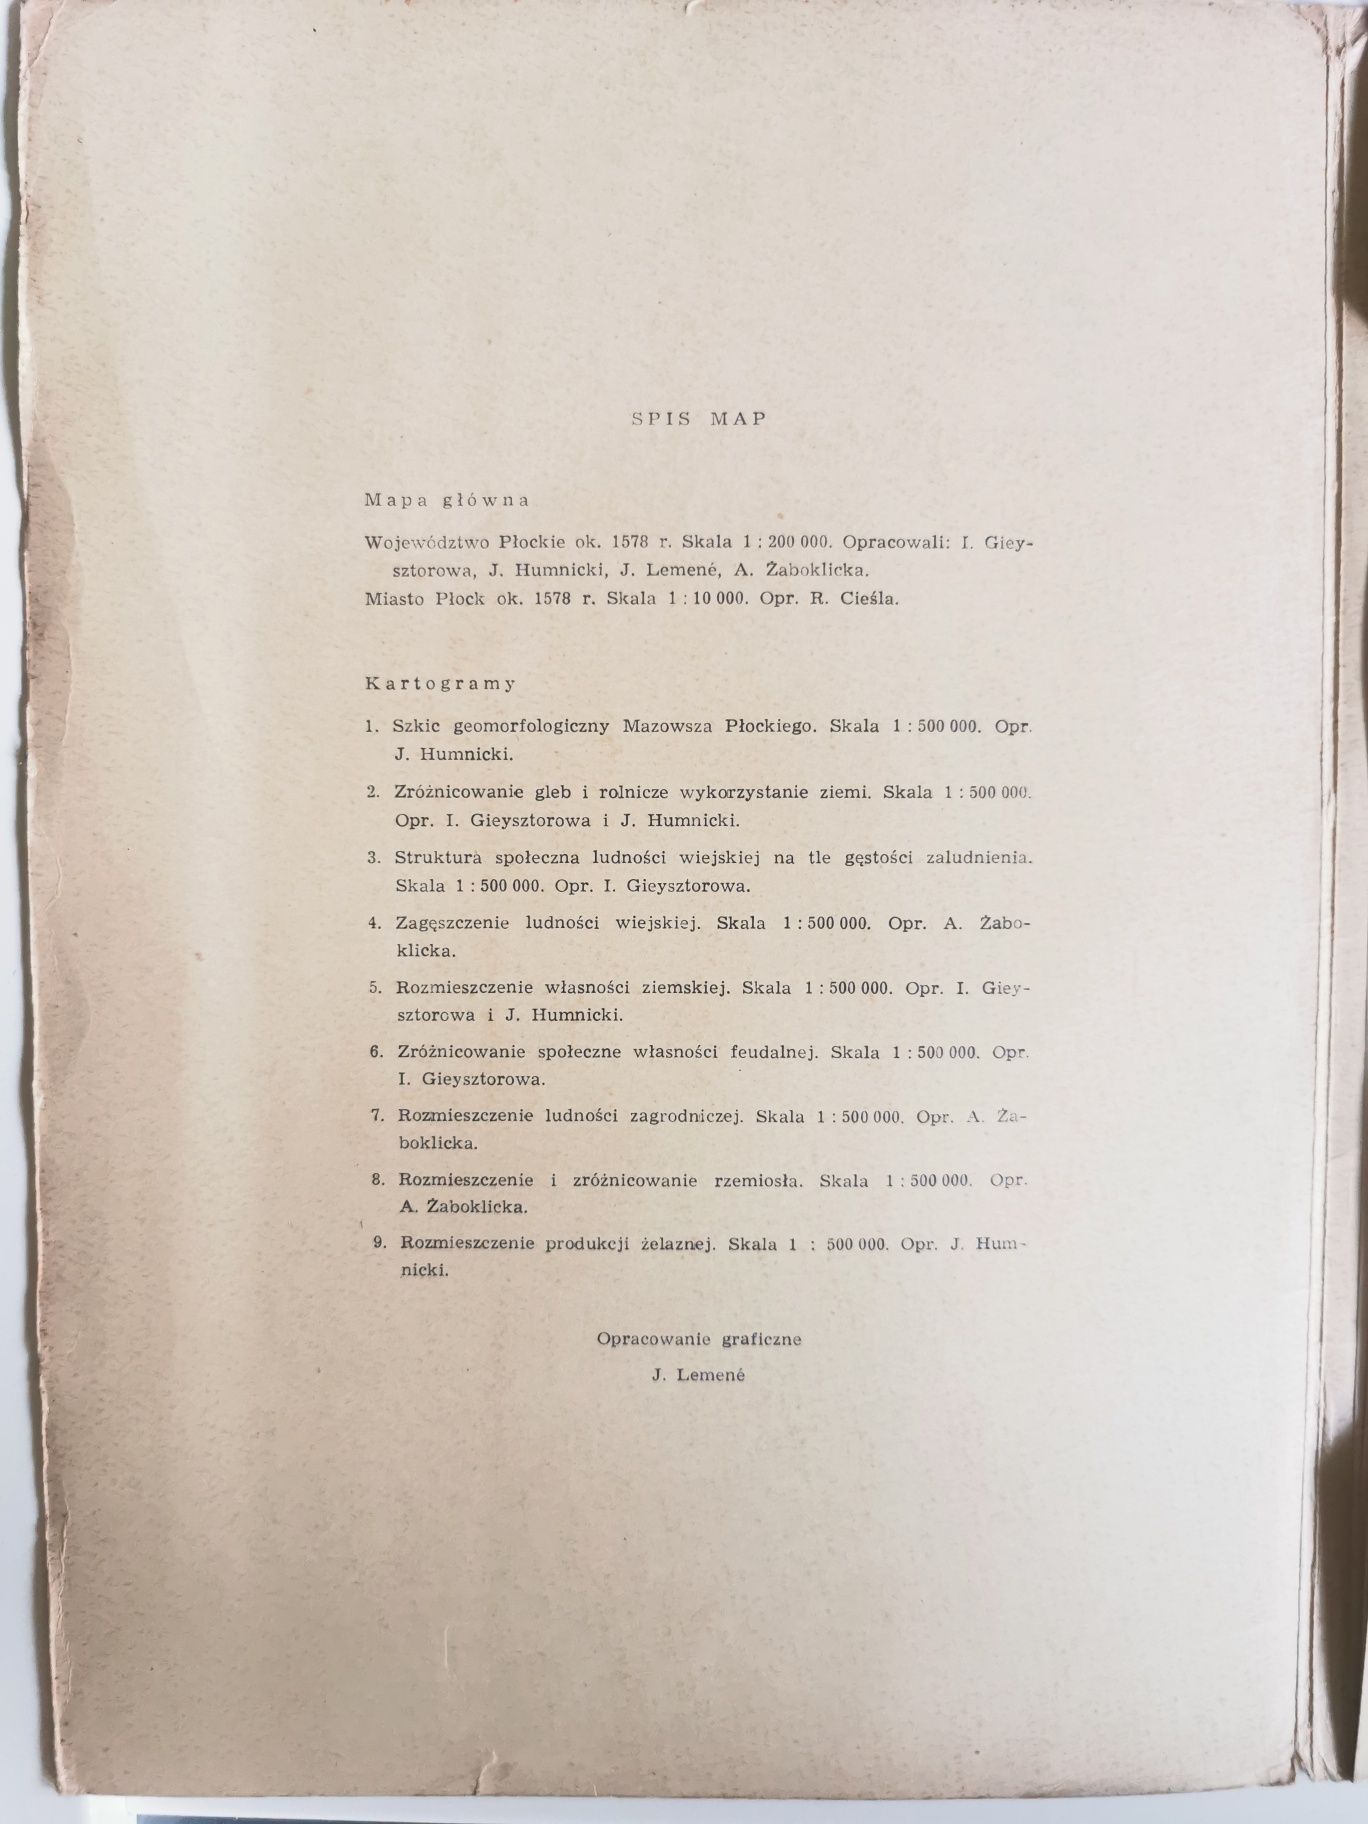 SPIS MAP
Mapa główna
Województwo Płockie ok. 1578 r. Skala 1 : 200 000. Opracowali: I. Giey-
sztorowa, J. Humnicki, J. Lemené, A. Żaboklicka.
Miasto Płock ok. 1578 r. Skala 1 : 10 000. Opr. R. Cieśla.
Kartogramy
1. Szkic geomorfologiczny Mazowsza Płockiego. Skala 1 : 500 000. Opr.
J. Humnicki.
2. Zróżnicowanie gleb i rolnicze wykorzystanie ziemi. Skala 1 : 500 000.
Opr. I. Gieysztorowa i J. Humnicki.
3. Struktura społeczna ludności wiejskiej na tle gęstości zaludnienia.
Skala 1 : 500 000. Opr. I. Gieysztorowa.
4. Zagęszczenie ludności wiejskiej. Skala 1 : 500 000. Opr. A. Żabo-
klicka.
5. Rozmieszczenie własności ziemskiej. Skala 1 : 500 000. Opr. I. Giey-
sztorowa i J. Humnicki.
6. Zróżnicowanie społeczne własności feudalnej. Skala 1 : 500 000. Opr.
I. Gieysztorowa.
7. Rozmieszczenie ludności zagrodniczej. Skala 1 : 500 000. Opr. A. Ża-
boklicka.
8. Rozmieszczenie i zróżnicowanie rzemiosła. Skala 1 : 500 000. Opr.
A. Żaboklicka.
9. Rozmieszczenie produkcji żelaznej. Skala 1 : 500 000. Opr. J. Hum-
nicki.
Opracowanie graficzne
J. Lemené